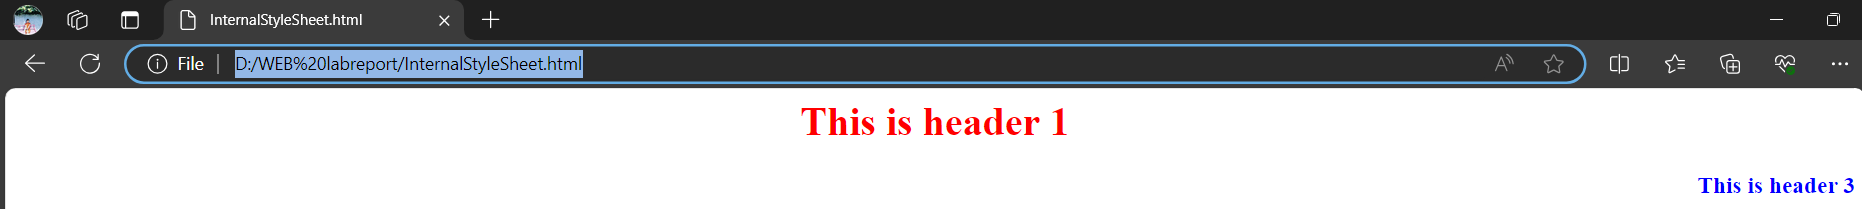 InternalStyleSheet.html
File D:/WEB%20labreport/InternalStyleSheet.html
This is header 1
This is header 3